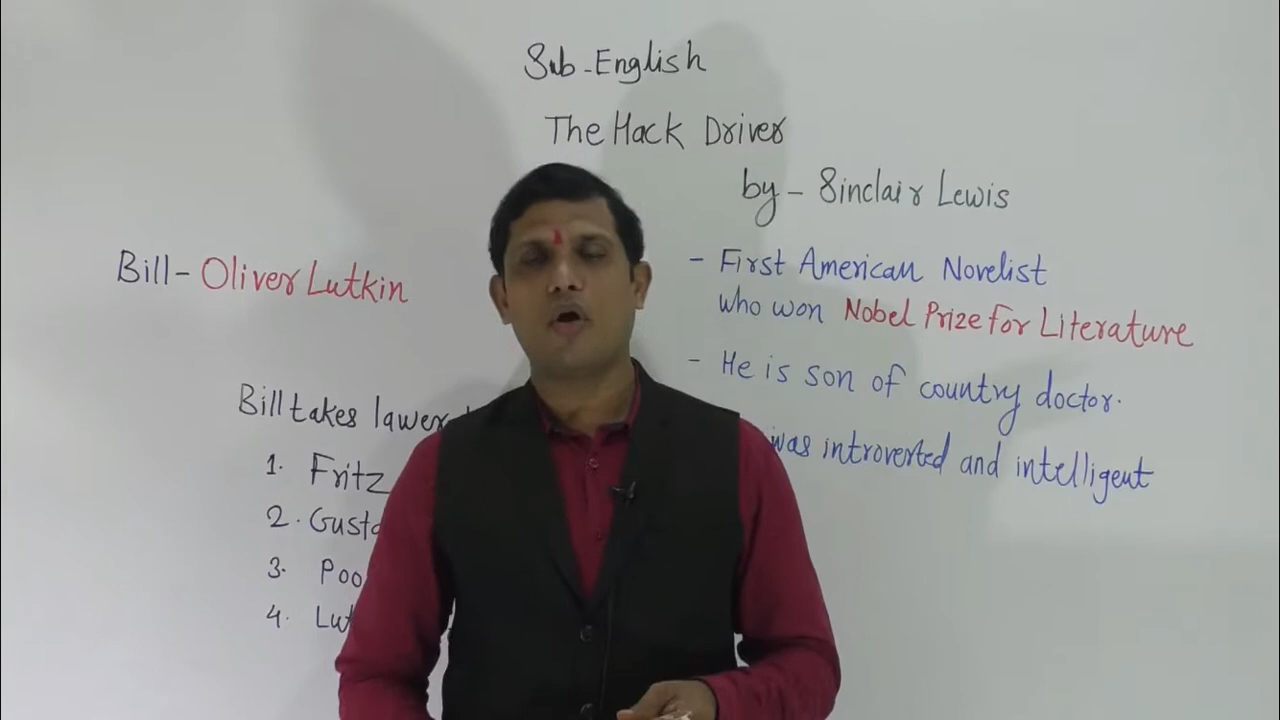 Sub - English
The Hack Driver
by - Sinclair Lewis
- First American Novelist
who won Nobel Prize for Literature
- He is son of country doctor.
was introverted and intelligent
Bill - Oliver Lutkin
Bill takes lawer
1. Fritz
2. Gusta
3. Poo
4. Lut